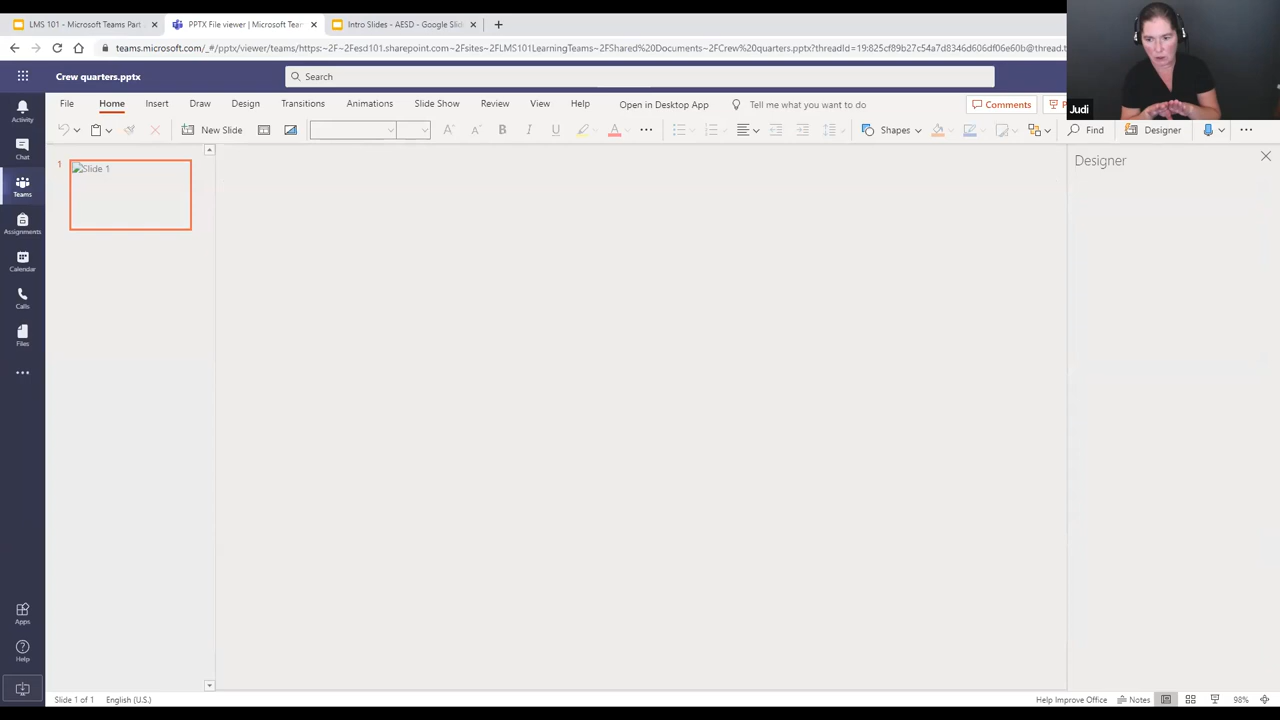 LMS 101 - Microsoft Teams Part
PPTX File viewer | Microsoft Team
Intro Slides - AESD - Google Slid
teams.microsoft.com/_#/pptx/viewer/teams/https:~2F~2Fesd101.sharepoint.com~2Fsites~2FLMS101LearningTeams~2FShared%20Documents~2FCrew%20quarters.pptx?threadId=19:825cf89b27c54a7d8346d606df06e60b@thread.t
Crew quarters.pptx
Search
File Home Insert Draw Design Transitions Animations Slide Show Review View Help Open in Desktop App Tell me what you want to do Comments
New Slide
Shapes
Find
Designer
Judi
Activity
Chat
Teams
Assignments
Calendar
Calls
Files
Apps
Help
1
Slide 1
Designer
Slide 1 of 1 English (U.S.) Help Improve Office Notes 98%